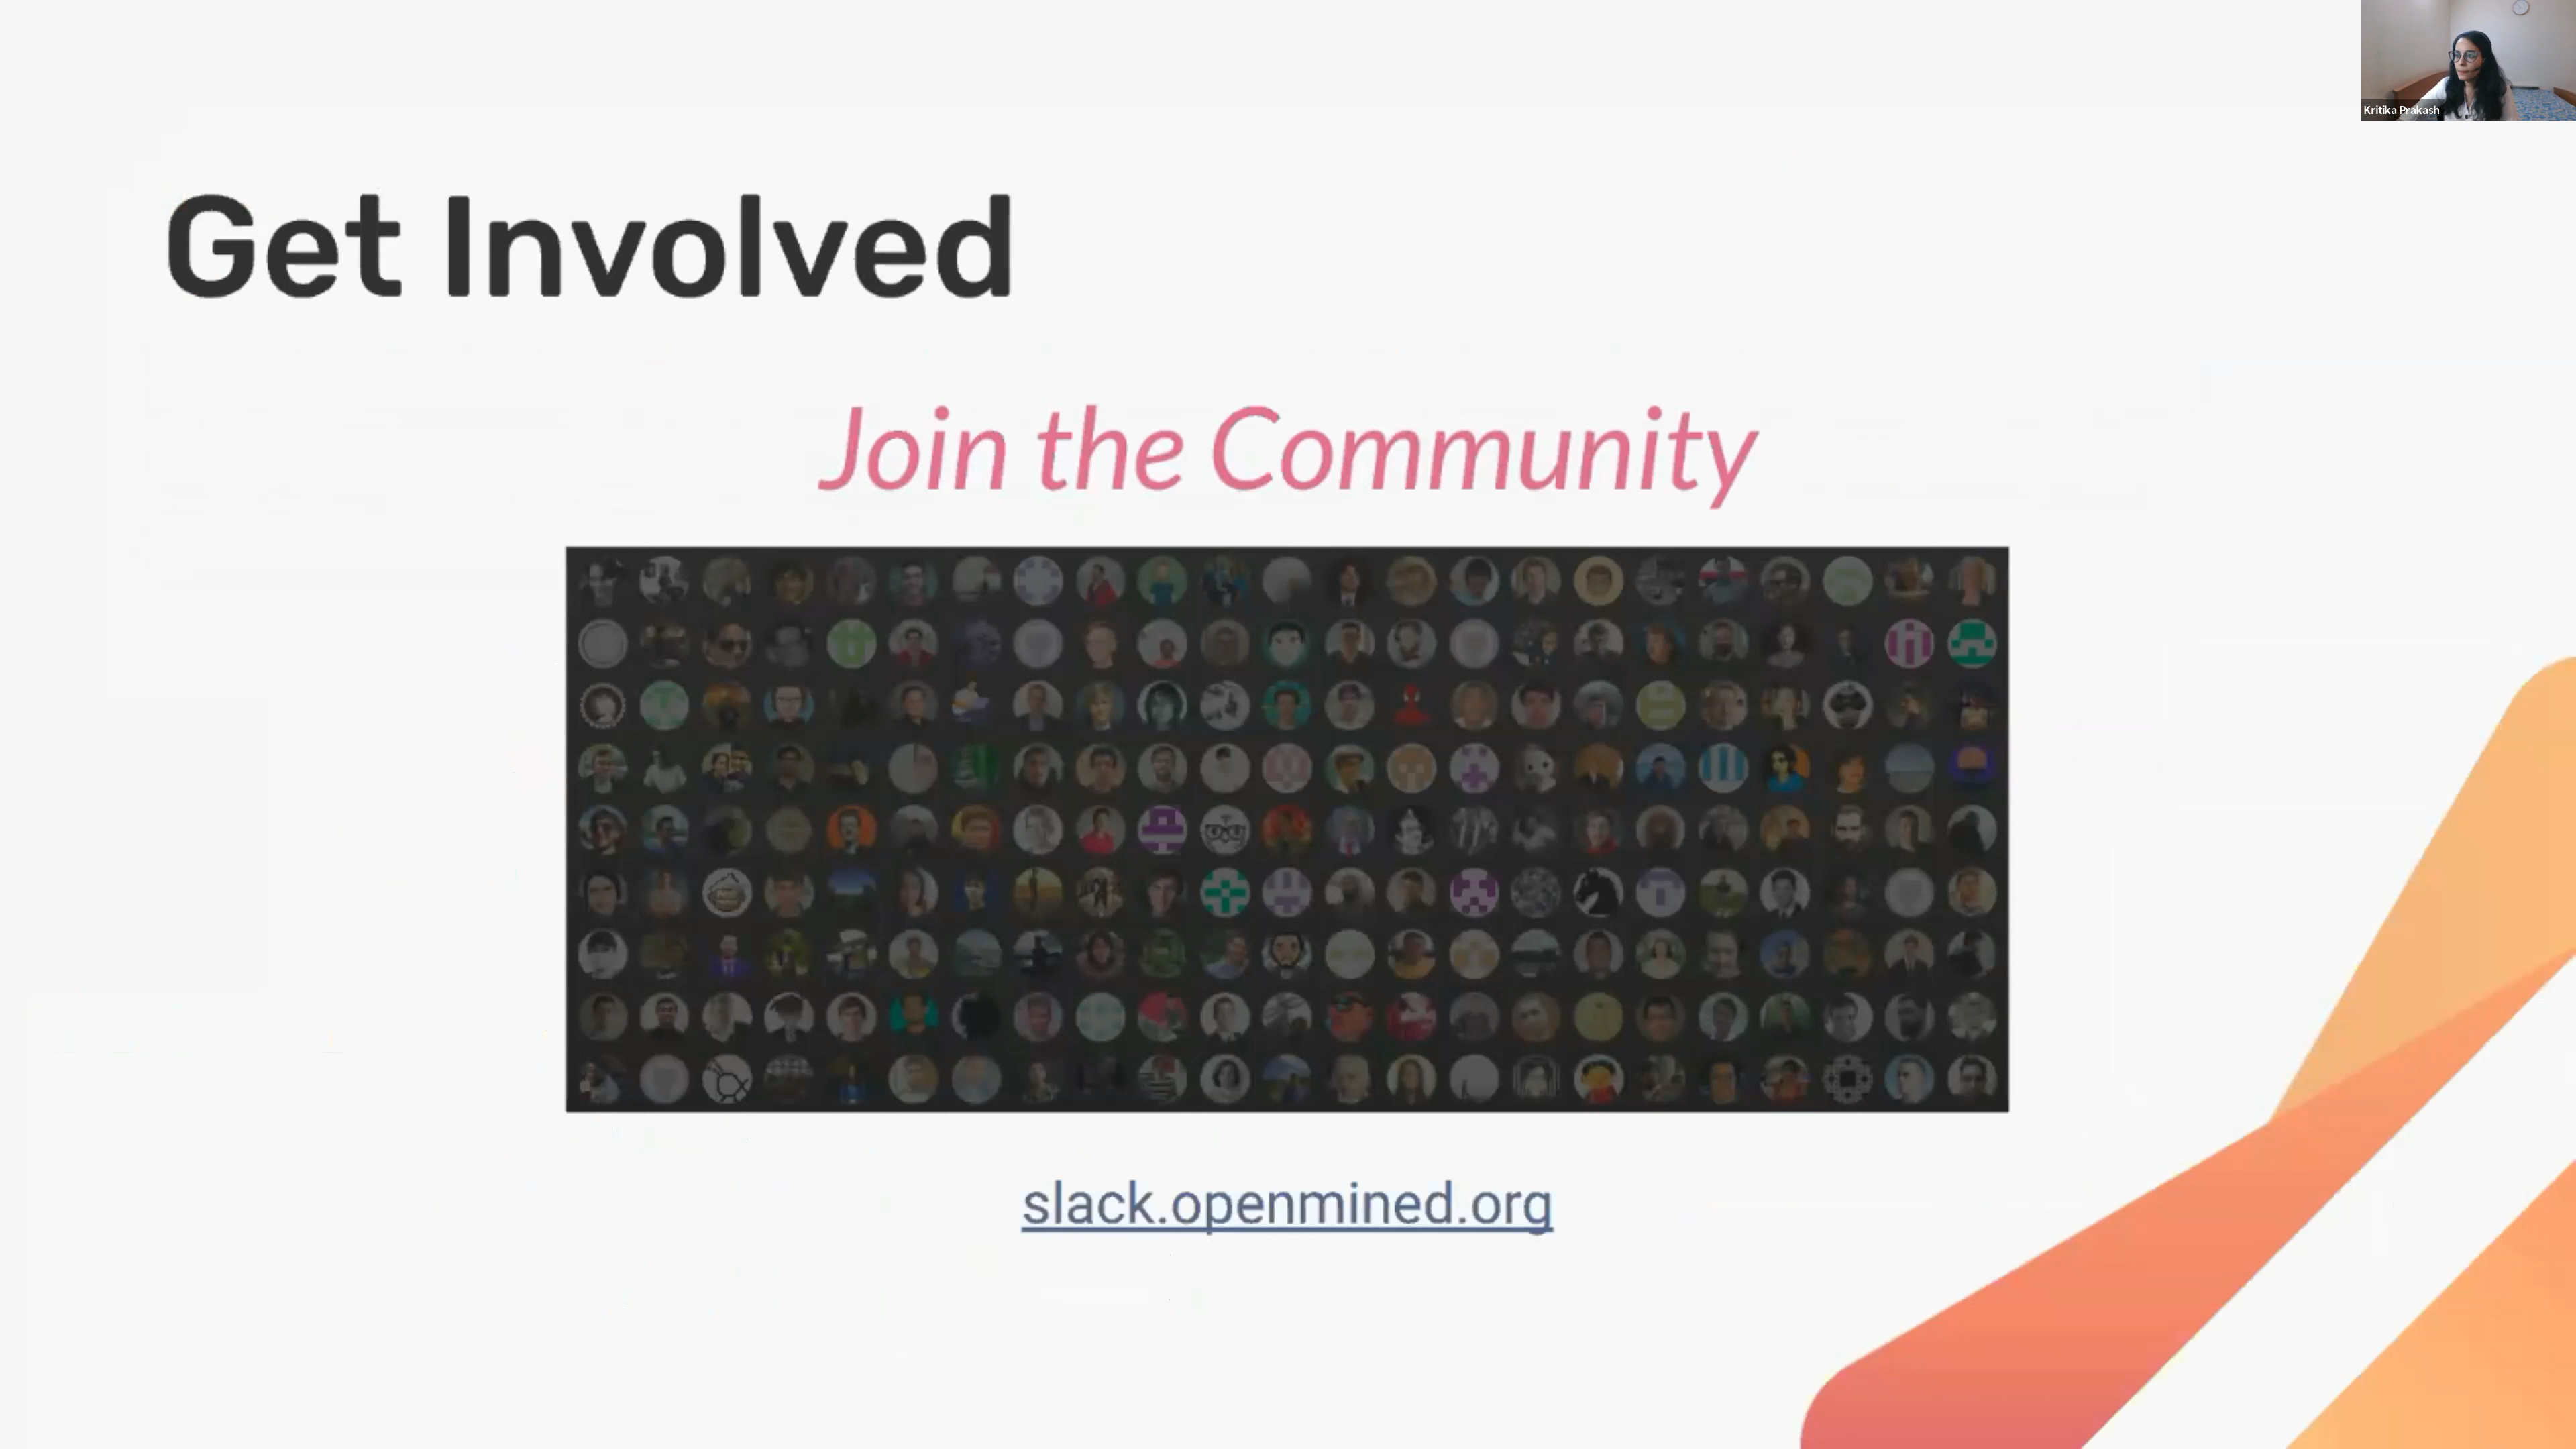 Kritika Prakash
Get Involved
Join the Community
slack.openmined.org